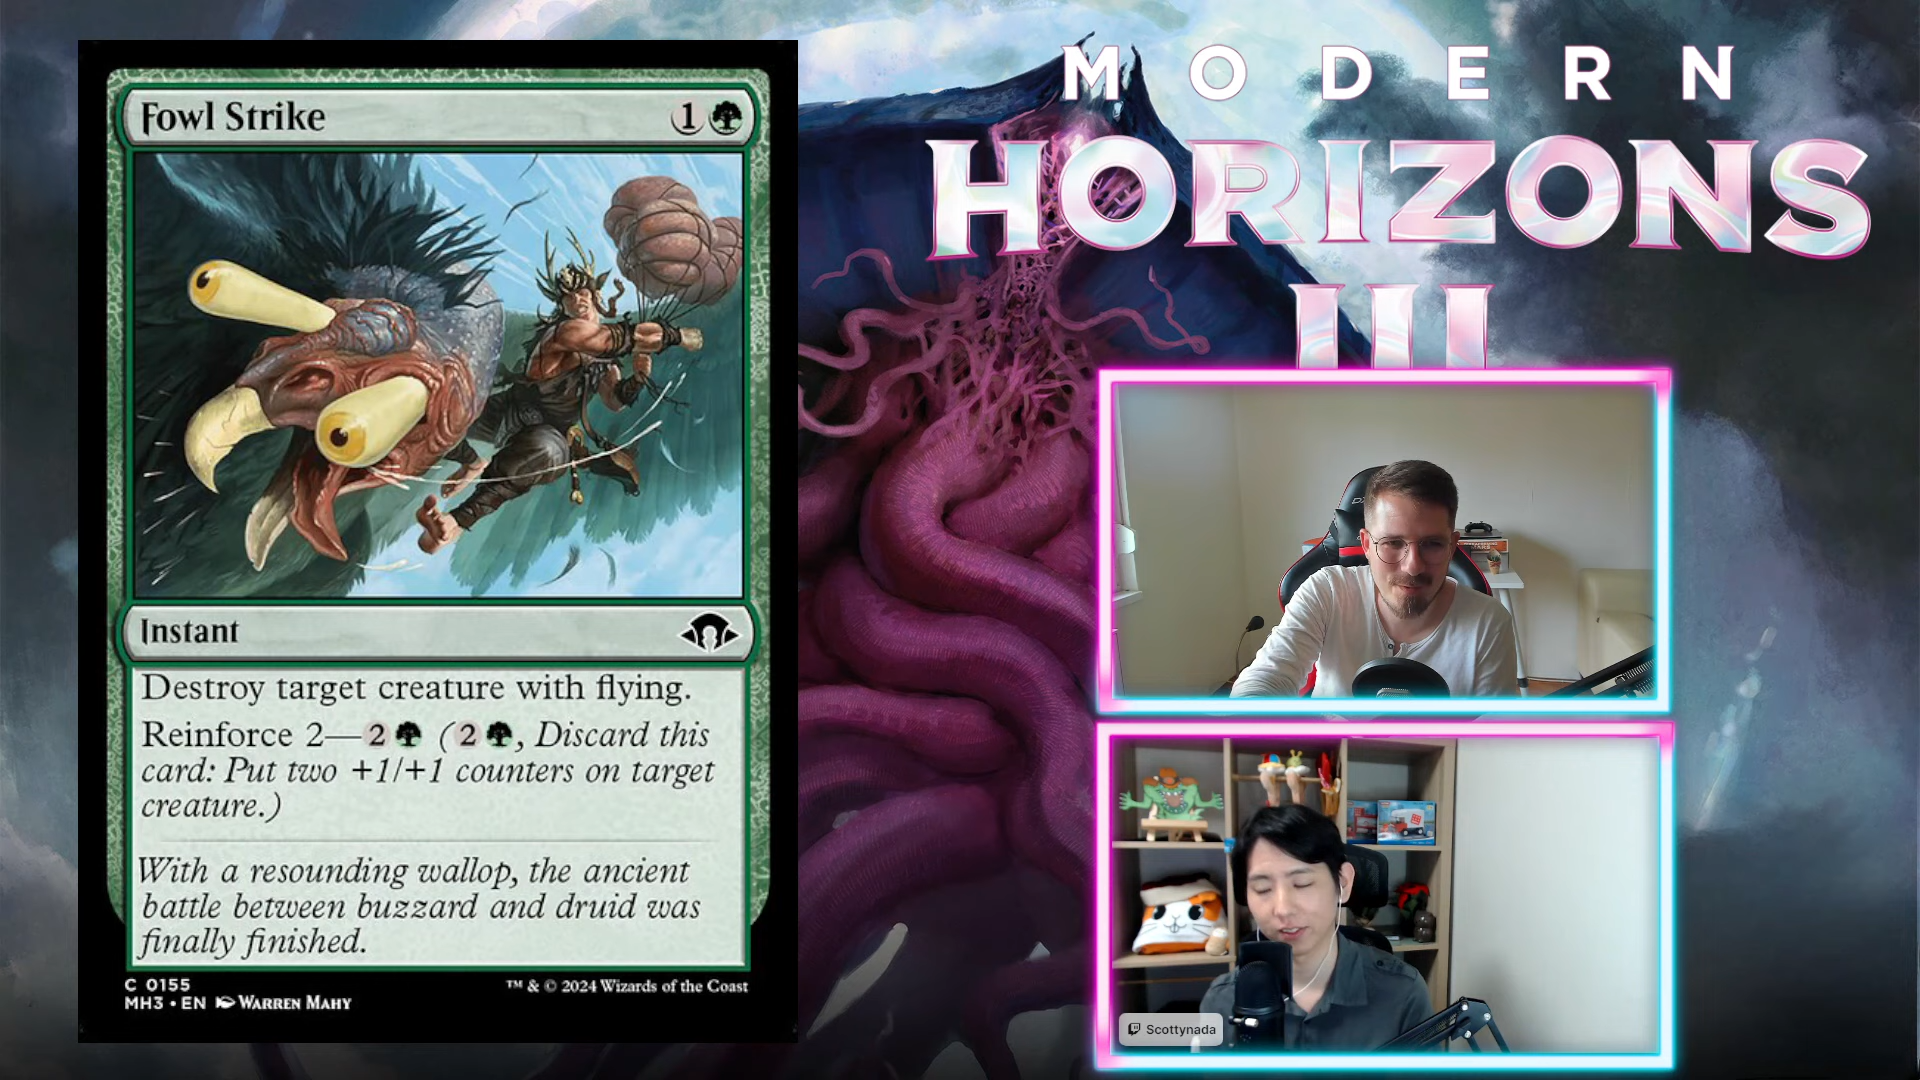 Fowl Strike
1
Instant
Destroy target creature with flying.
Reinforce 2—2 (2, Discard this
card: Put two +1/+1 counters on target
creature.)
With a resounding wallop, the ancient
battle between buzzard and druid was
finally finished.
C 0155
MH3 • EN WARREN MAHY
™ & © 2024 Wizards of the Coast
MODERN
HORIZONS
III
Scottynada